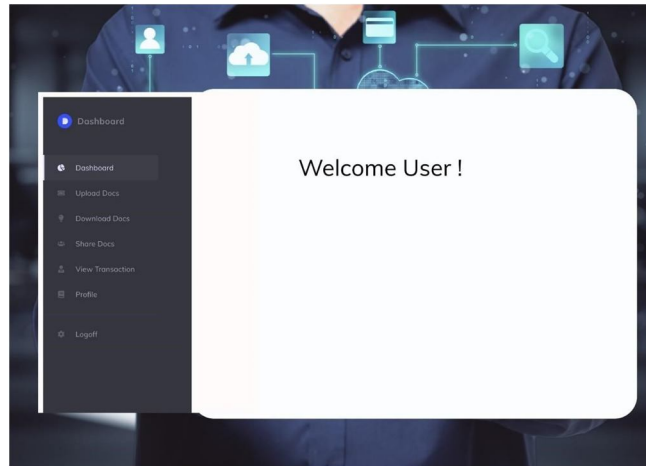 Dashboard
Dashboard
Upload Docs
Download Docs
Share Docs
View Transaction
Profile
Logoff
Welcome User !